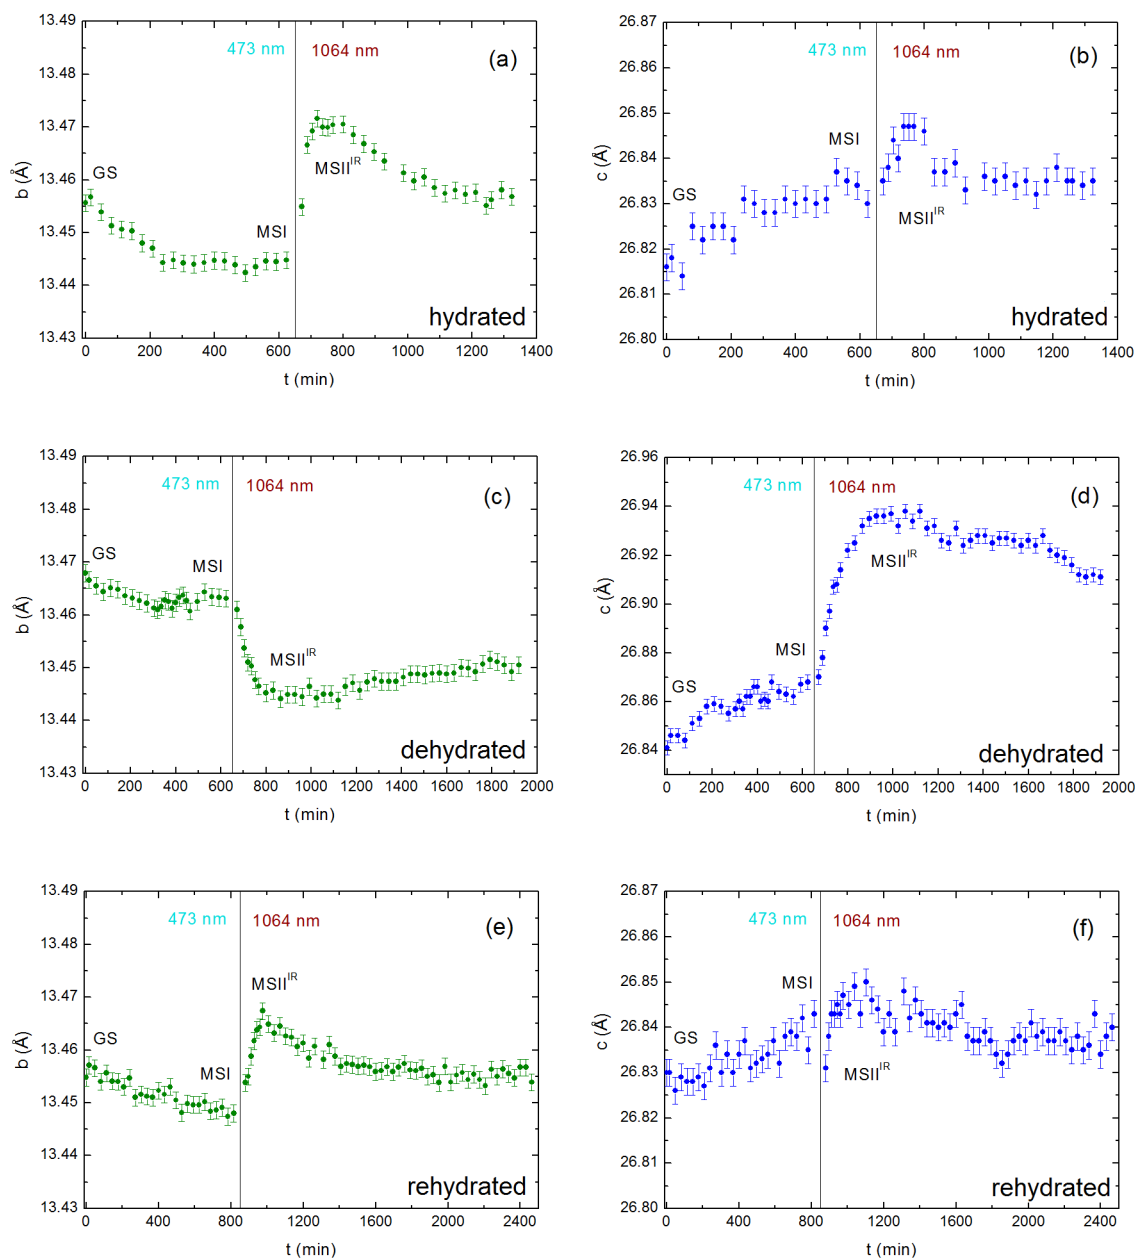 13.49
13.48
13.47
13.46
13.45
13.44
13.43
b (Å)
473 nm
1064 nm
(a)
GS
MSI
MSII^IR
hydrated
0 200 400 600 800 1000 1200 1400
t (min)
26.87
26.86
26.85
26.84
26.83
26.82
26.81
26.80
c (Å)
473 nm
1064 nm
(b)
GS
MSI
MSII^IR
hydrated
0 200 400 600 800 1000 1200 1400
t (min)
13.49
13.48
13.47
13.46
13.45
13.44
13.43
b (Å)
473 nm
1064 nm
(c)
GS
MSI
MSII^IR
dehydrated
0 200 400 600 800 1000 1200 1400 1600 1800 2000
t (min)
26.96
26.94
26.92
26.90
26.88
26.86
26.84
c (Å)
473 nm
1064 nm
(d)
GS
MSI
MSII^IR
dehydrated
0 200 400 600 800 1000 1200 1400 1600 1800 2000
t (min)
13.49
13.48
13.47
13.46
13.45
13.44
13.43
b (Å)
473 nm
1064 nm
(e)
GS
MSI
MSII^IR
rehydrated
0 400 800 1200 1600 2000 2400
t (min)
26.87
26.86
26.85
26.84
26.83
26.82
26.81
26.80
c (Å)
473 nm
1064 nm
(f)
GS
MSI
MSII^IR
rehydrated
0 400 800 1200 1600 2000 2400
t (min)